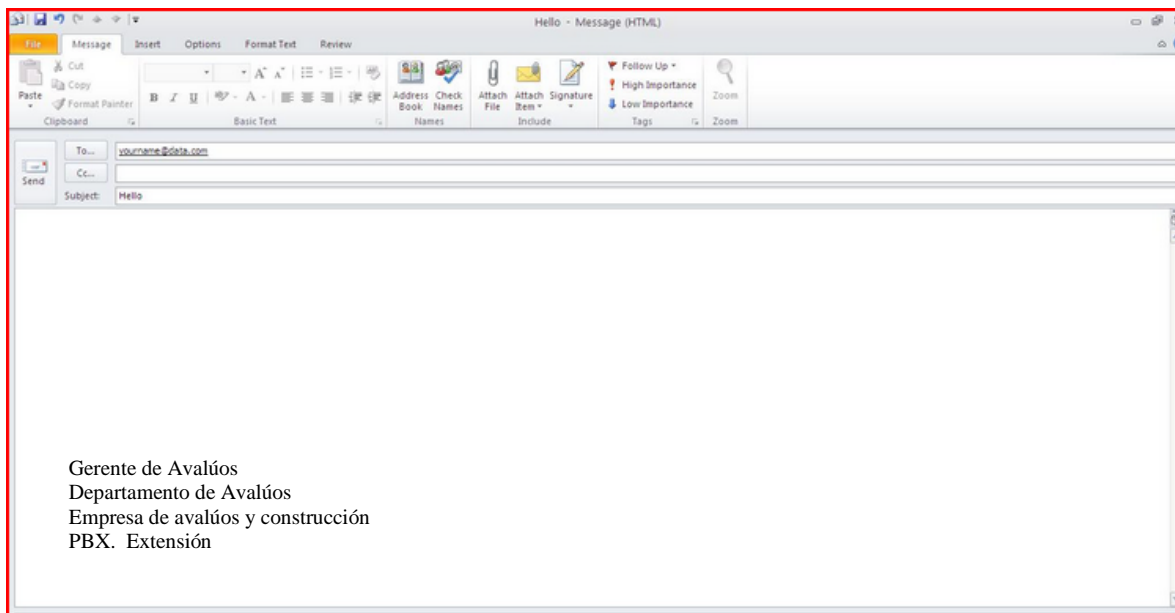 Hello - Message (HTML)
File Message Insert Options Format Text Review
Paste
Cut
Copy
Format Painter
Clipboard
B I U A
Basic Text
Address Book
Check Names
Names
Attach File
Attach Item
Signature
Include
Follow Up
High Importance
Low Importance
Tags
Zoom
Zoom
Send
To... yourname@data.com
Cc...
Subject: Hello
Gerente de Avalúos
Departamento de Avalúos
Empresa de avalúos y construcción
PBX. Extensión